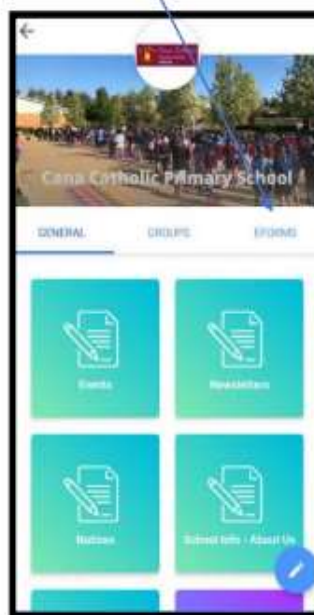 Cana Catholic Primary School
GENERAL GROUPS EFORMS
Events Newsletters
Notices School Info - About Us